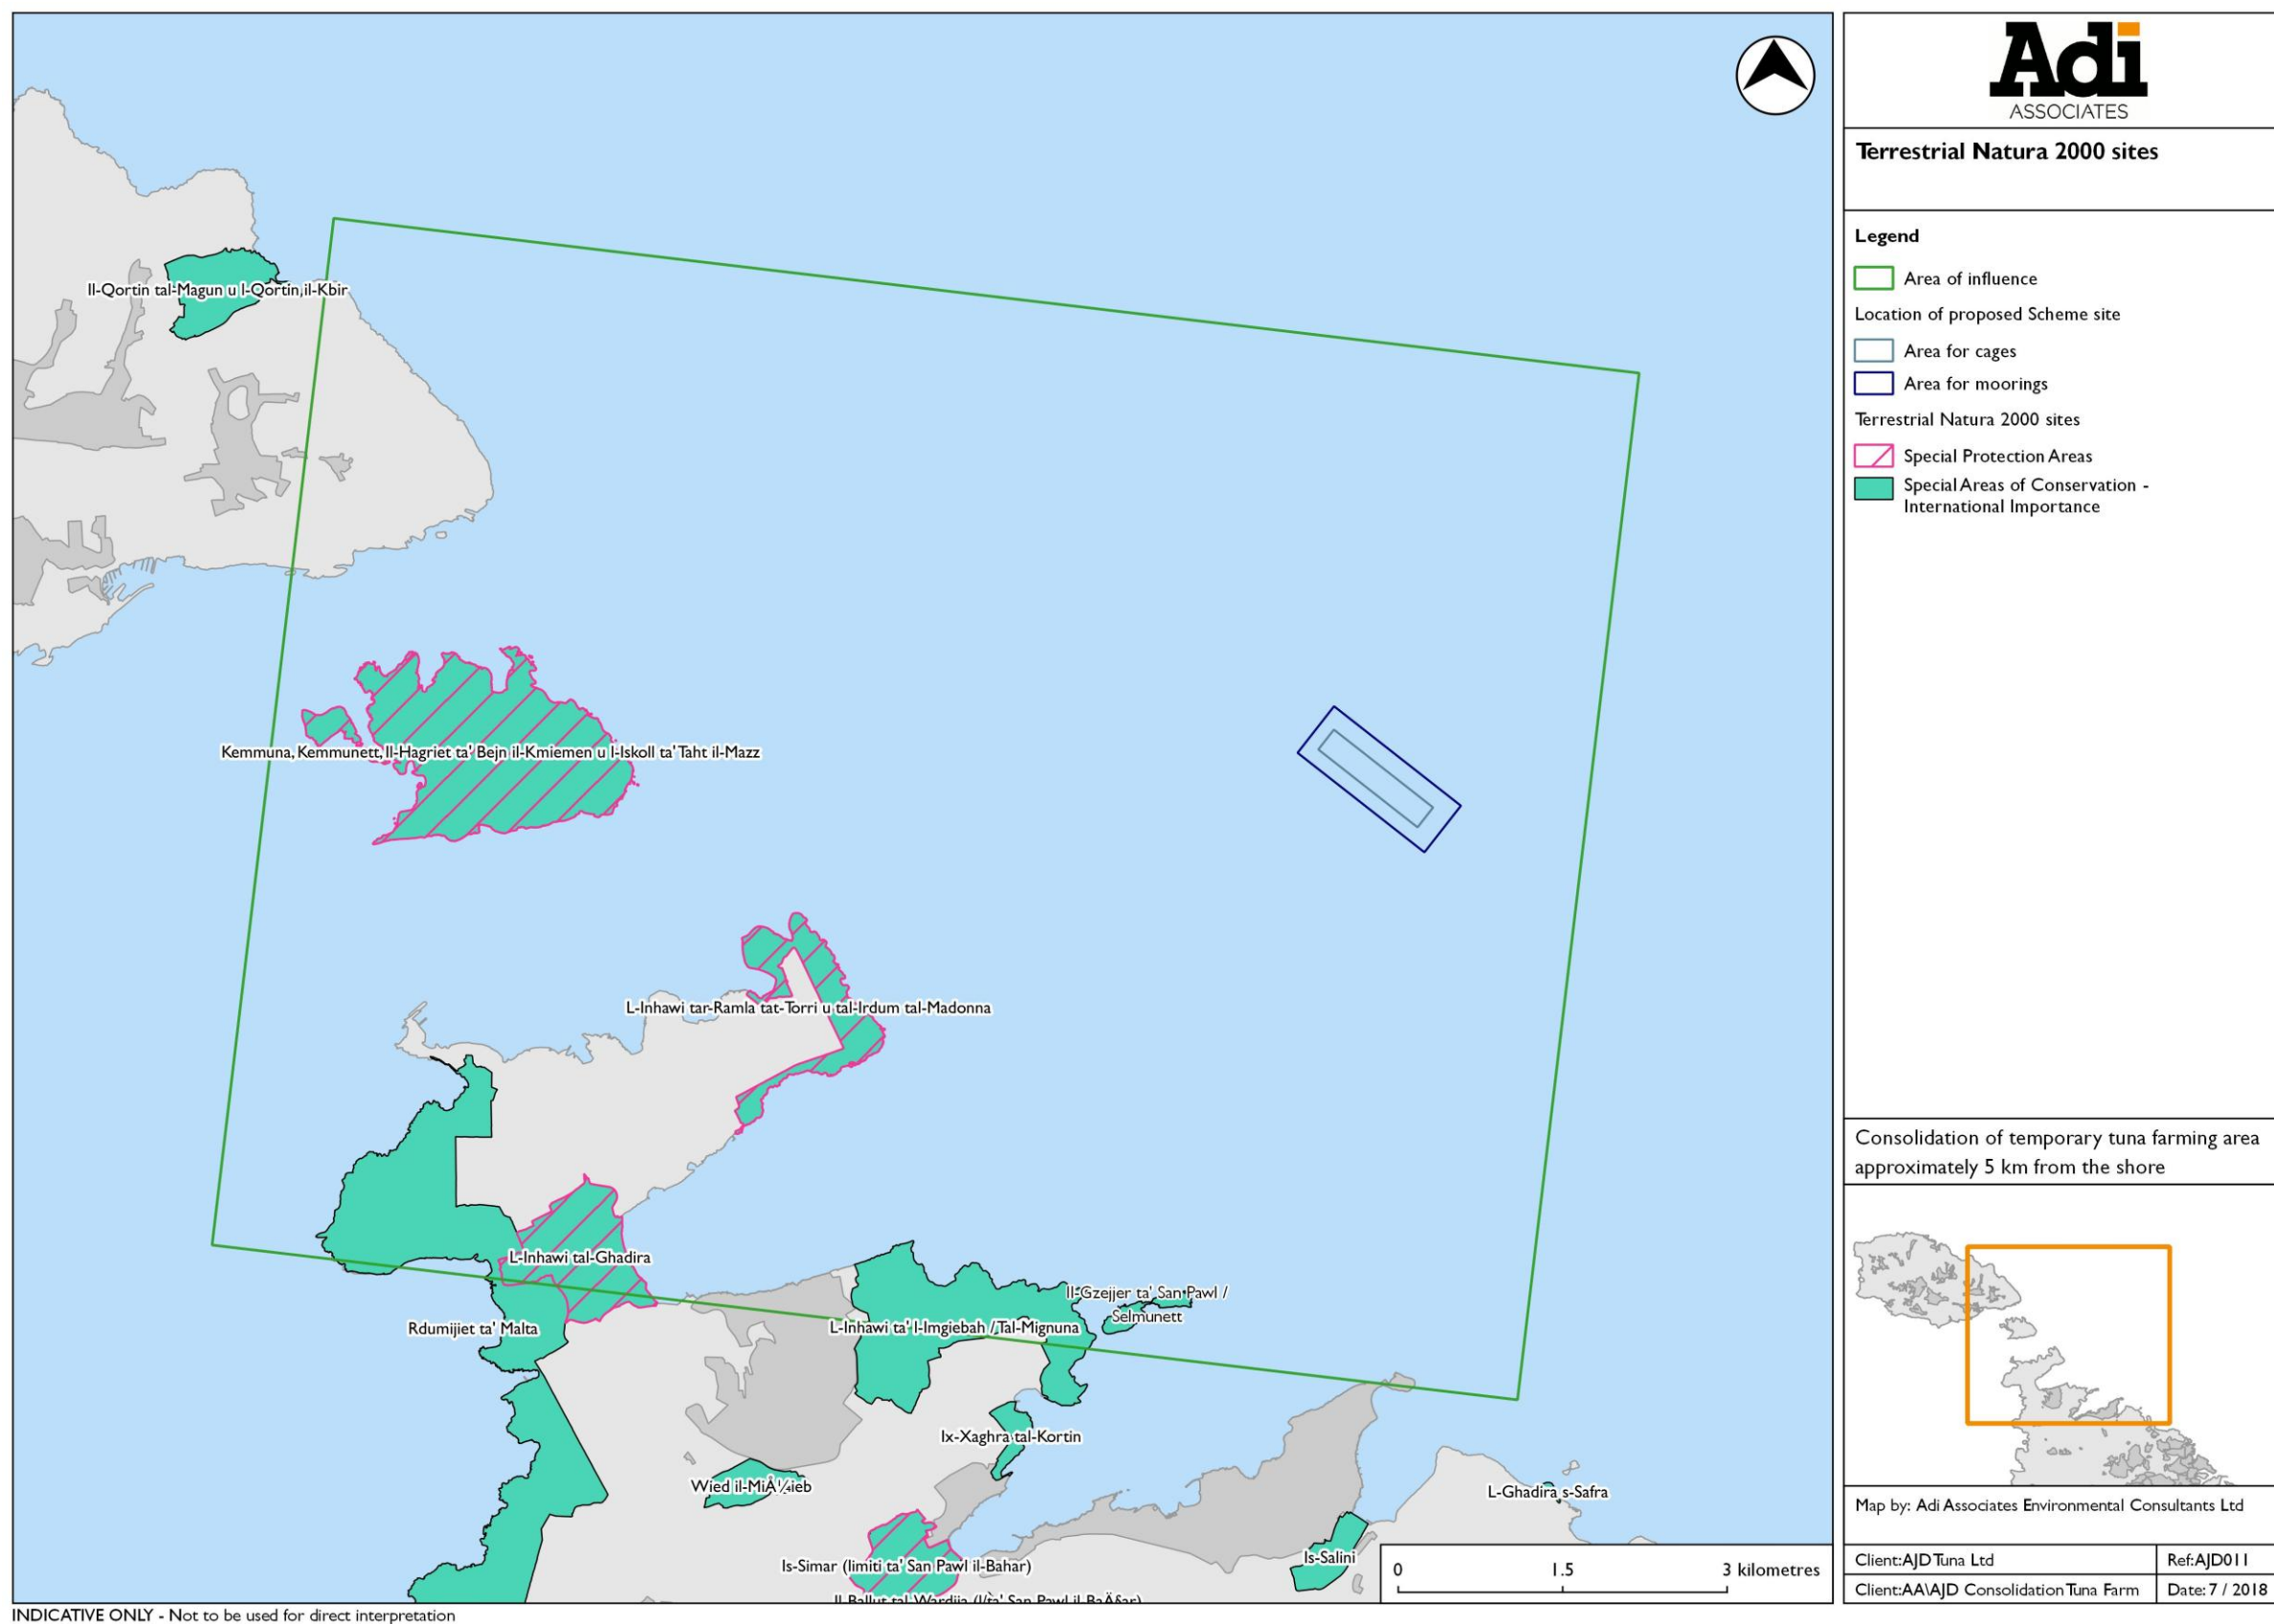 Il-Qortin tal-Magun u l-Qortin il-Kbir
Kemmuna, Kemmunett, Il-Hagriet ta' Bejn il-Kmiemen u l-Iskoll ta' Taht il-Mazz
L-Inhawi tar-Ramla tat-Torri u tal-Irdum tal-Madonna
L-Inhawi tal-Ghadira
Rdumijiet ta' Malta
L-Inhawi ta' l-Imgiebah / Tal-Mignuna
Il-Gzejjer ta' San Pawl /
Selmunett
Ix-Xaghra tal-Kortin
Wied il-MiÅ¼ieb
L-Ghadira s-Safra
Is-Simar (limiti ta' San Pawl il-Bahar)
Is-Salini
0 1.5 3 kilometres
INDICATIVE ONLY - Not to be used for direct interpretation
Adi
ASSOCIATES
Terrestrial Natura 2000 sites
Legend
Area of influence
Location of proposed Scheme site
Area for cages
Area for moorings
Terrestrial Natura 2000 sites
Special Protection Areas
Special Areas of Conservation -
International Importance
Consolidation of temporary tuna farming area
approximately 5 km from the shore
Map by: Adi Associates Environmental Consultants Ltd
Client:AJD Tuna Ltd Ref:AJD011
Client:AA\AJD Consolidation Tuna Farm Date: 7 / 2018